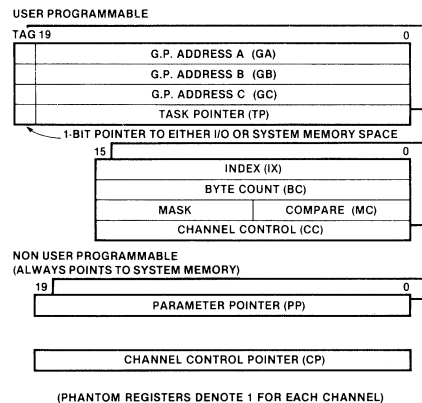 USER PROGRAMMABLE
TAG 19 0
G.P. ADDRESS A (GA)
G.P. ADDRESS B (GB)
G.P. ADDRESS C (GC)
TASK POINTER (TP)
1-BIT POINTER TO EITHER I/O OR SYSTEM MEMORY SPACE
15 0
INDEX (IX)
BYTE COUNT (BC)
MASK COMPARE (MC)
CHANNEL CONTROL (CC)
NON USER PROGRAMMABLE
(ALWAYS POINTS TO SYSTEM MEMORY)
19 0
PARAMETER POINTER (PP)
CHANNEL CONTROL POINTER (CP)
(PHANTOM REGISTERS DENOTE 1 FOR EACH CHANNEL)